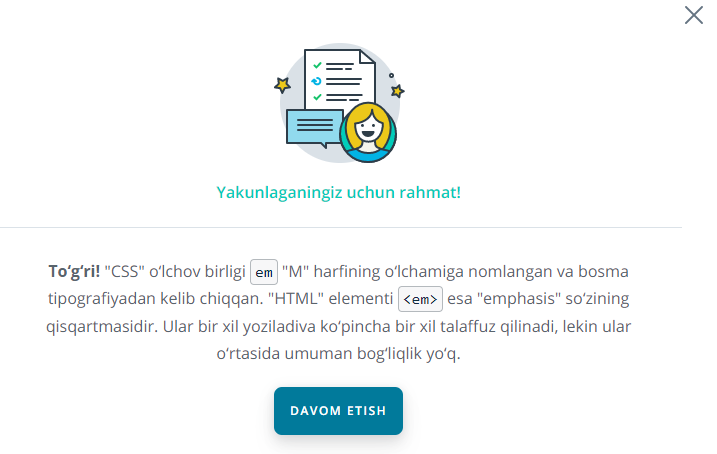 Yakunlaganingiz uchun rahmat!
To‘g‘ri! "CSS" o‘lchov birligi em "M" harfining o‘lchamiga nomlangan va bosma
tipografiyadan kelib chiqqan. "HTML" elementi <em> esa "emphasis" so‘zining
qisqartmasidir. Ular bir xil yoziladiva ko‘pincha bir xil talaffuz qilinadi, lekin ular
o‘rtasida umuman bog‘liqlik yo‘q.
DAVOM ETISH